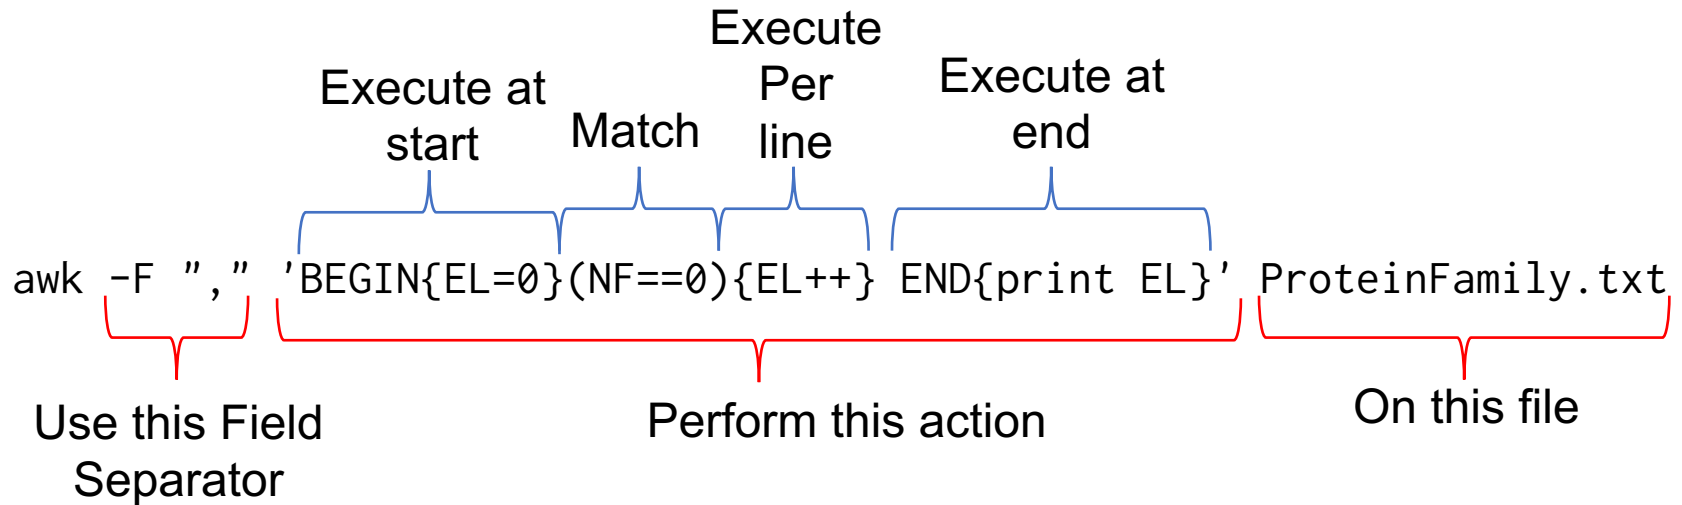 Execute at
start
Match
Execute
Per
line
Execute at
end
awk -F "," 'BEGIN{EL=0}(NF==0){EL++} END{print EL}' ProteinFamily.txt
Use this Field
Separator
Perform this action
On this file